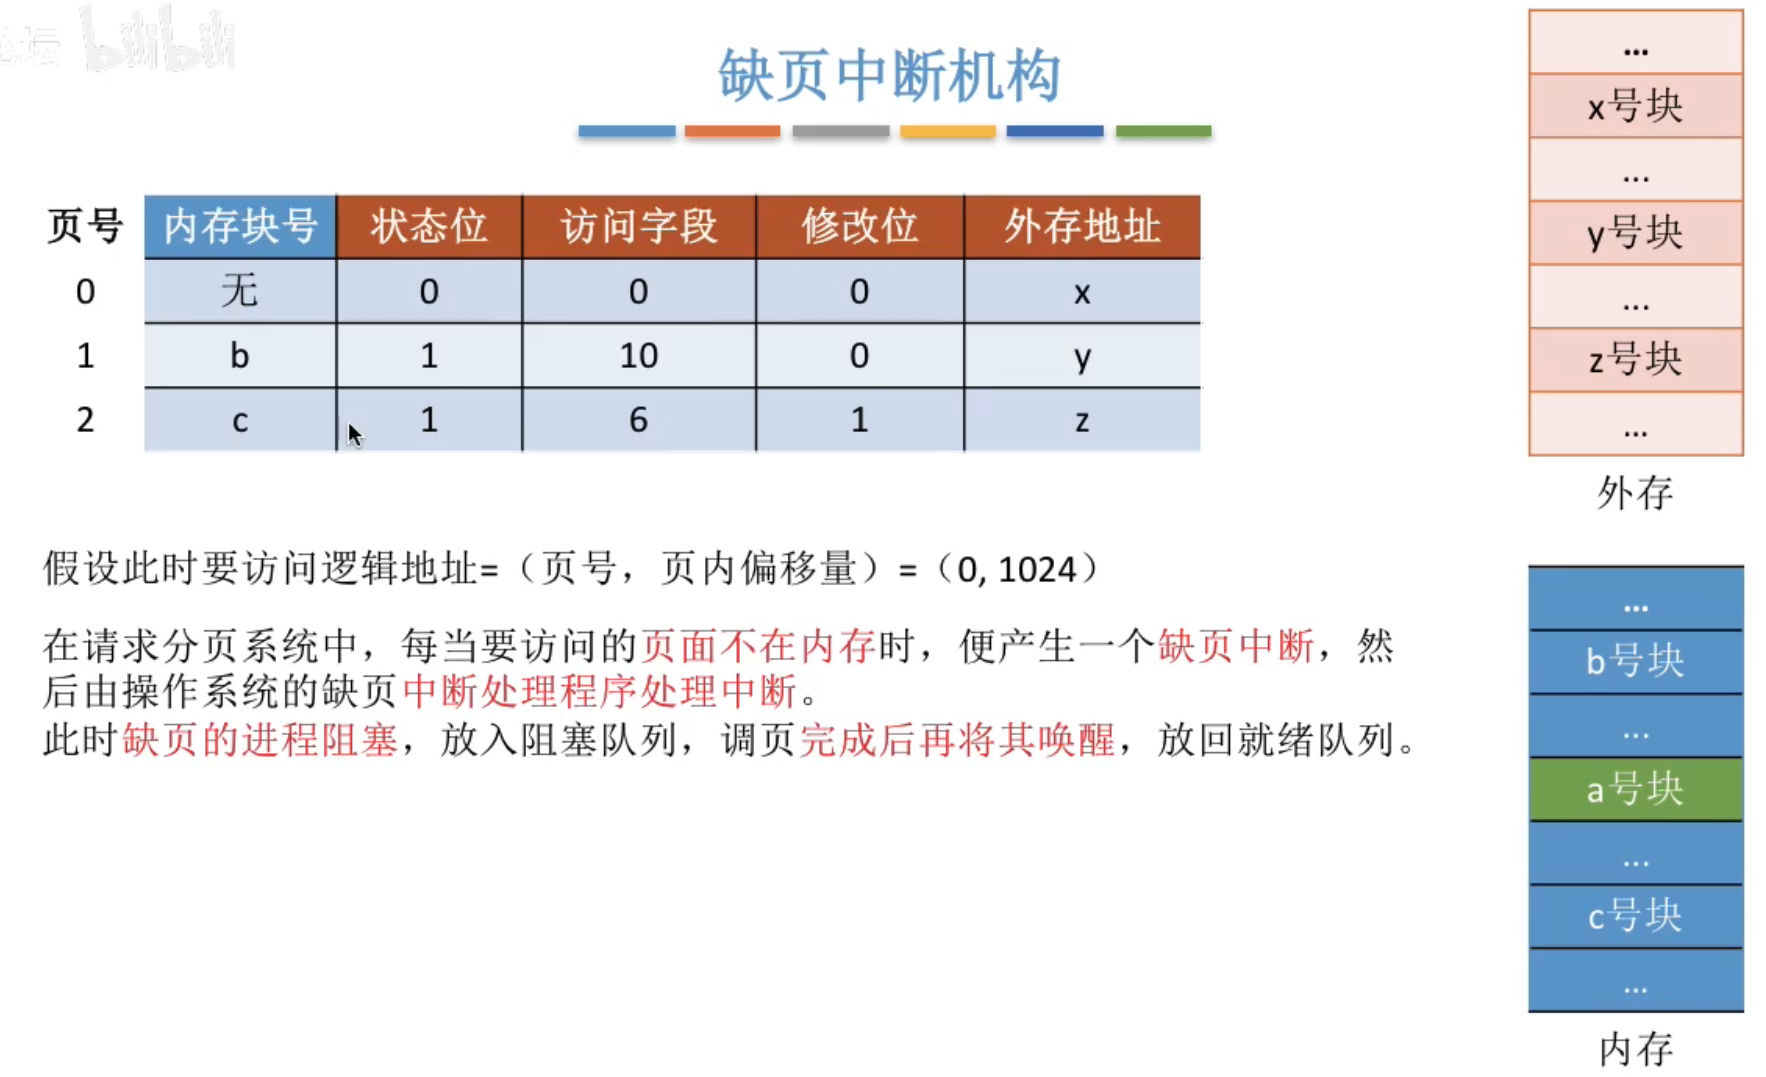 bilibili
缺页中断机构
页号 内存块号 状态位 访问字段 修改位 外存地址
0 无 0 0 0 x
1 b 1 10 0 y
2 c 1 6 1 z
假设此时要访问逻辑地址=（页号，页内偏移量）=（0, 1024）
在请求分页系统中，每当要访问的页面不在内存时，便产生一个缺页中断，然
后由操作系统的缺页中断处理程序处理中断。
此时缺页的进程阻塞，放入阻塞队列，调页完成后再将其唤醒，放回就绪队列。
...
x号块
...
y号块
...
z号块
...
外存
...
b号块
...
a号块
...
c号块
...
内存